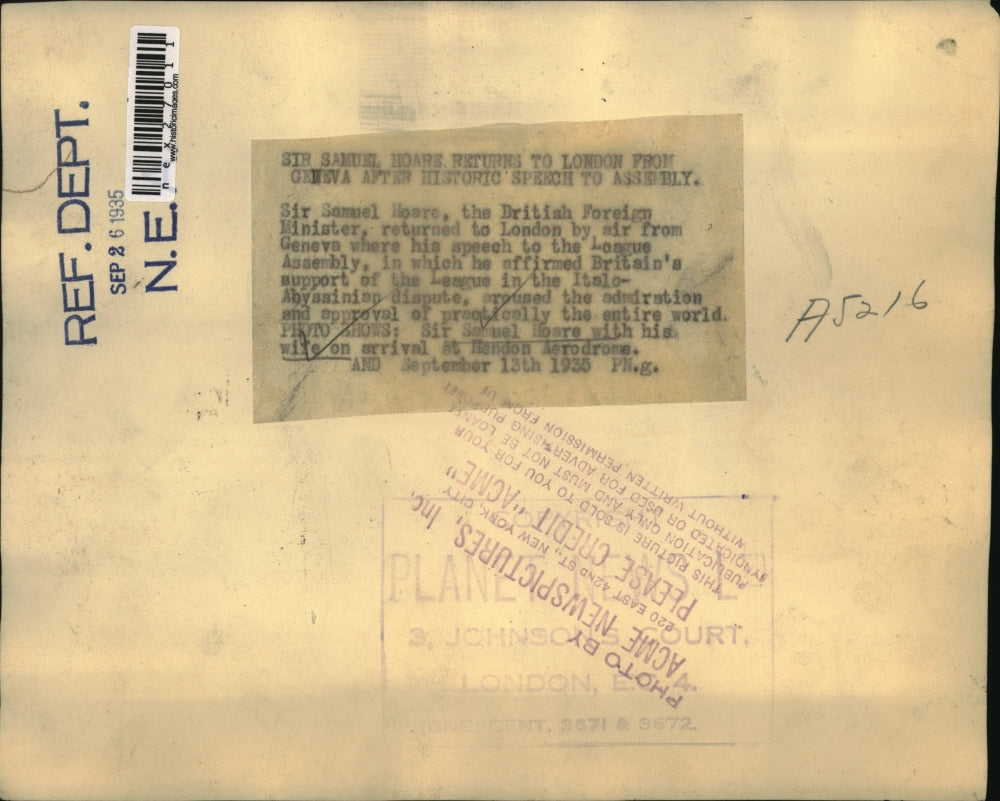 REF. DEPT.
SEP 26 1935
N.E.
nex27011
www.historicimages.com
SIR SAMUEL HOARE RETURNS TO LONDON FROM
GENEVA AFTER HISTORIC SPEECH TO ASSEMBLY.
Sir Samuel Hoare, the British Foreign
Minister, returned to London by air from
Geneva where his speech to the League
Assembly, in which he affirmed Britain's
support of the League in the Italo-
Abyssinian dispute, aroused the admiration
and approval of practically the entire world.
PHOTO SHOWS: Sir Samuel Hoare with his
wife on arrival at Hendon Aerodrome.
AND September 13th 1935 PN.g.
A5216
PHOTO BY
ACME NEWSPICTURES, Inc.
220 EAST 42ND ST., NEW YORK, CITY
PLEASE CREDIT "ACME"
THIS PICTURE IS SOLD TO YOU FOR YOUR
PUBLICATION ONLY AND MUST NOT BE LOANED
SYNDICATED OR USED FOR ADVERTISING PURPOSES
WITHOUT WRITTEN PERMISSION FROM US
PLANET NEWS LTD
3, JOHNSON'S COURT,
LONDON, E.C.4.
CENT. 3671 & 3672.